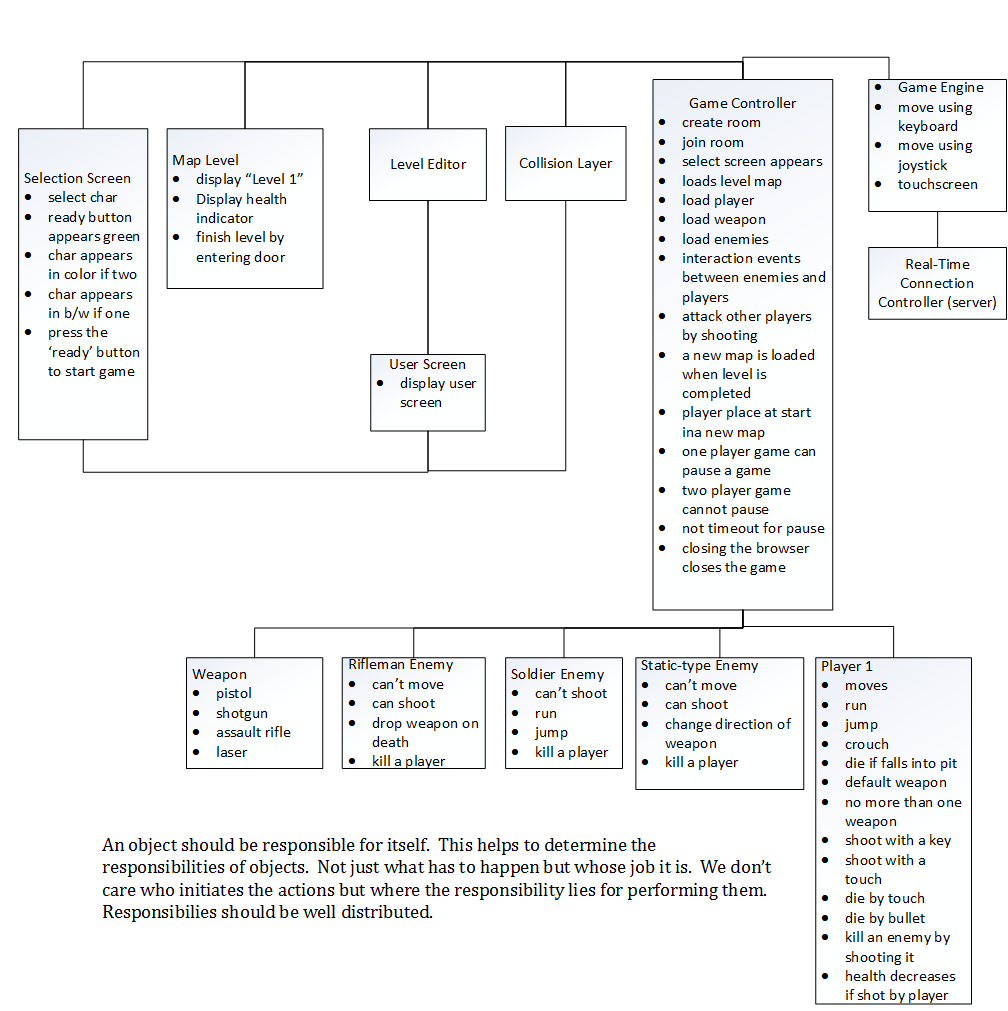 Selection Screen
• select char
• ready button
appears green
• char appears
in color if two
• char appears
in b/w if one
• press the
‘ready’ button
to start game
Map Level
• display “Level 1”
• Display health
indicator
• finish level by
entering door
Level Editor
Collision Layer
User Screen
• display user
screen
Game Controller
• create room
• join room
• select screen appears
• loads level map
• load player
• load weapon
• load enemies
• interaction events
between enemies and
players
• attack other players
by shooting
• a new map is loaded
when level is
completed
• player place at start
ina new map
• one player game can
pause a game
• two player game
cannot pause
• not timeout for pause
• closing the browser
closes the game
• Game Engine
• move using
keyboard
• move using
joystick
• touchscreen
Real-Time
Connection
Controller (server)
Weapon
• pistol
• shotgun
• assault rifle
• laser
Rifleman Enemy
• can’t move
• can shoot
• drop weapon on
death
• kill a player
Soldier Enemy
• can’t shoot
• run
• jump
• kill a player
Static-type Enemy
• can’t move
• can shoot
• change direction of
weapon
• kill a player
Player 1
• moves
• run
• jump
• crouch
• die if falls into pit
• default weapon
• no more than one
weapon
• shoot with a key
• shoot with a
touch
• die by touch
• die by bullet
• kill an enemy by
shooting it
• health decreases
if shot by player
An object should be responsible for itself.  This helps to determine the
responsibilities of objects.  Not just what has to happen but whose job it is.  We don’t
care who initiates the actions but where the responsibility lies for performing them.
Responsibilies should be well distributed.